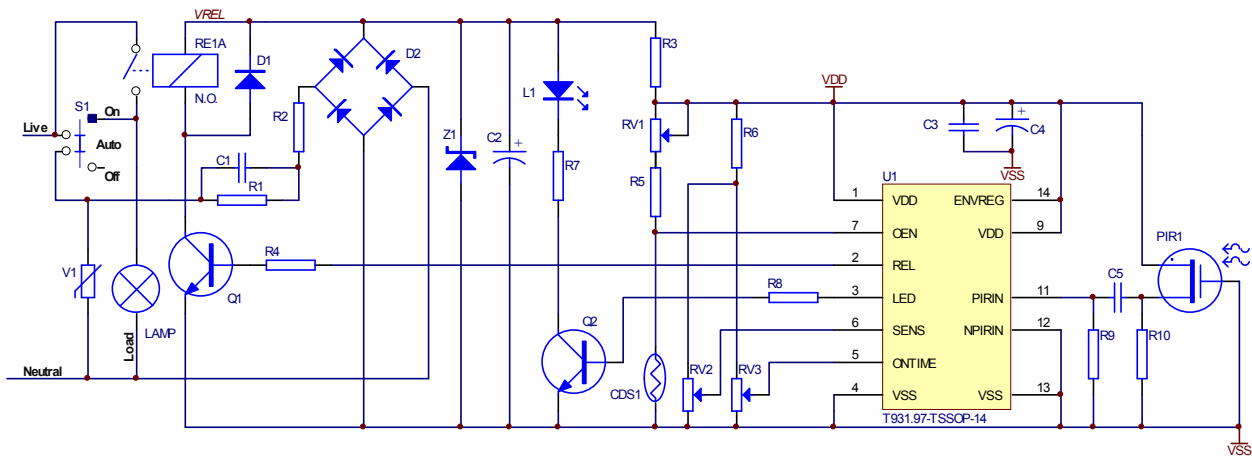 VREL
RE1A
N.O.
D1
D2
R2
S1
On
Live
Auto
Off
C1
R1
V1
LAMP
Load
Neutral
Q1
R4
Z1
C2
L1
R7
Q2
R8
R3
RV1
R5
R6
CDS1
RV2
RV3
VDD
C3
C4
VSS
U1
1 VDD ENVREG 14
7 OEN VDD 9
2 REL
3 LED PIRIN 11
6 SENS NPIRIN 12
5 ONTIME
4 VSS VSS 13
T931.97-TSSOP-14
PIR1
C5
R9
R10
VSS